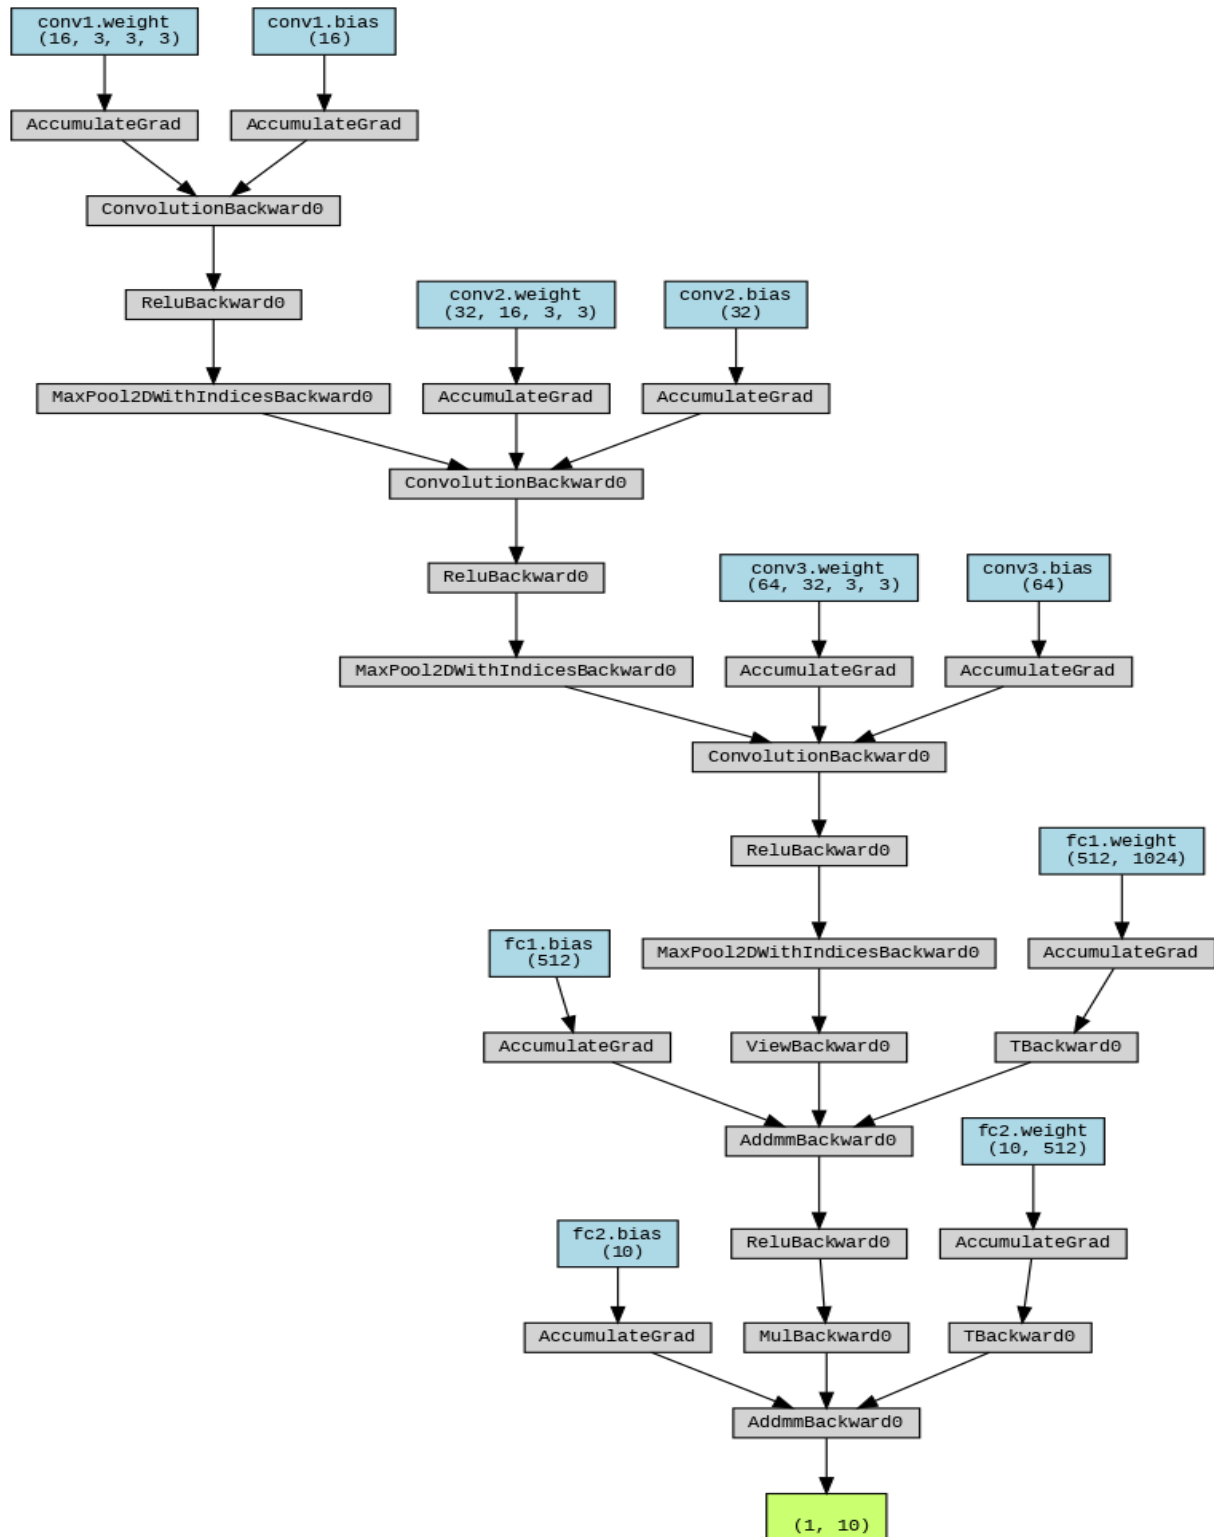 conv1.weight
(16, 3, 3, 3)
conv1.bias
(16)
AccumulateGrad
AccumulateGrad
ConvolutionBackward0
ReluBackward0
conv2.weight
(32, 16, 3, 3)
conv2.bias
(32)
MaxPool2DWithIndicesBackward0
AccumulateGrad
AccumulateGrad
ConvolutionBackward0
ReluBackward0
conv3.weight
(64, 32, 3, 3)
conv3.bias
(64)
MaxPool2DWithIndicesBackward0
AccumulateGrad
AccumulateGrad
ConvolutionBackward0
ReluBackward0
fc1.weight
(512, 1024)
fc1.bias
(512)
MaxPool2DWithIndicesBackward0
AccumulateGrad
AccumulateGrad
ViewBackward0
TBackward0
AddmmBackward0
fc2.weight
(10, 512)
fc2.bias
(10)
ReluBackward0
AccumulateGrad
AccumulateGrad
MulBackward0
TBackward0
AddmmBackward0
(1, 10)